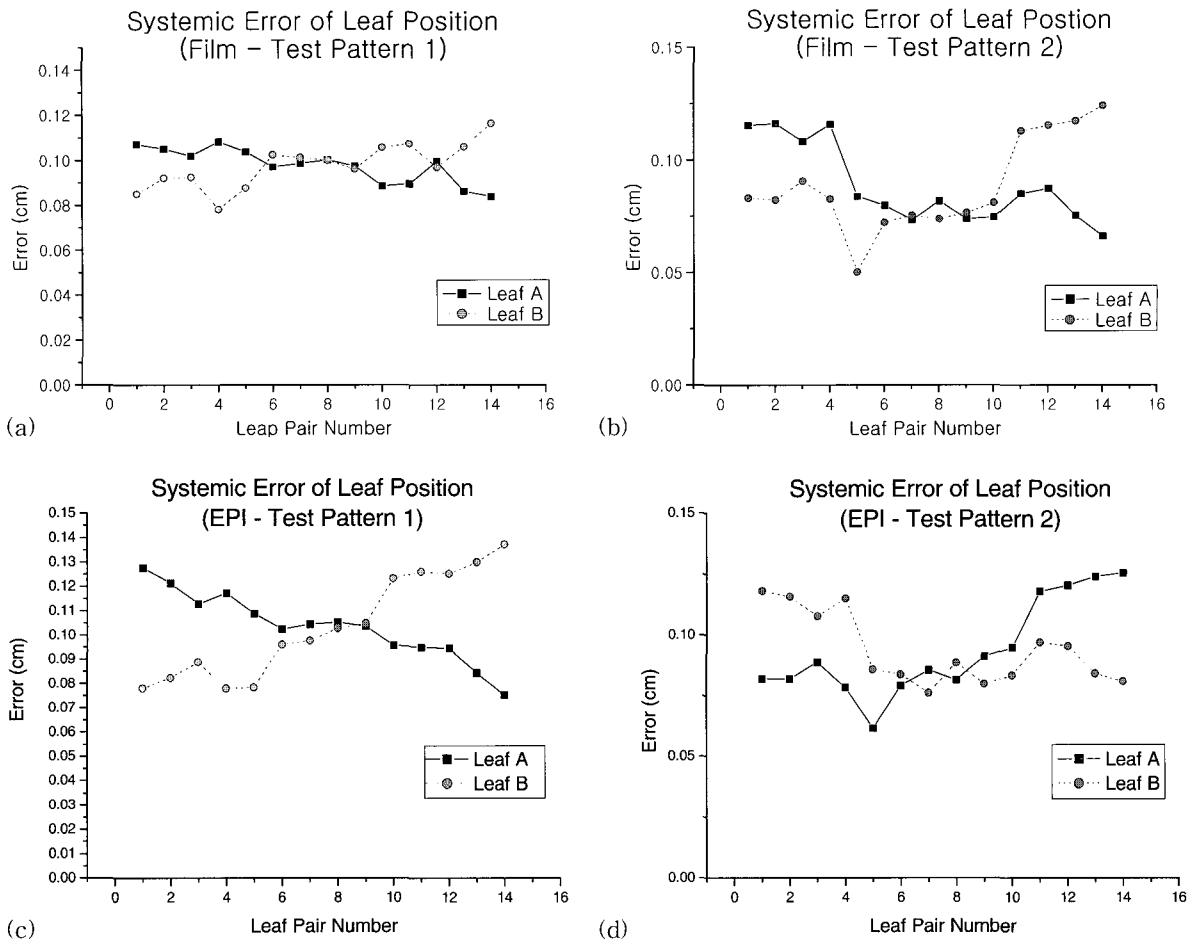 Systemic Error of Leaf Postion
(Film - Test Pattern 1)
0.14
0.12
0.10
0.08
0.06
0.04
0.02
0.00
Error (cm)
Leaf A
Leaf B
0 2 4 6 8 10 12 14 16
Leap Pair Number
(a)
Systemic Error of Leaf Postion
(Film - Test Pattern 2)
0.15
0.10
0.05
0.00
Error (cm)
Leaf A
Leaf B
0 2 4 6 8 10 12 14 16
Leaf Pair Number
(b)
Systemic Error of Leaf Position
(EPI - Test Pattern 1)
0.15
0.14
0.13
0.12
0.11
0.10
0.09
0.08
0.07
0.06
0.05
0.04
0.03
0.02
0.01
0.00
Error (cm)
Leaf A
Leaf B
0 2 4 6 8 10 12 14 16
Leaf Pair Number
(c)
Systemic Error of Leaf Position
(EPI - Test Pattern 2)
0.15
0.10
0.05
0.00
Error (cm)
Leaf A
Leaf B
0 2 4 6 8 10 12 14 16
Leaf Pair Number
(d)